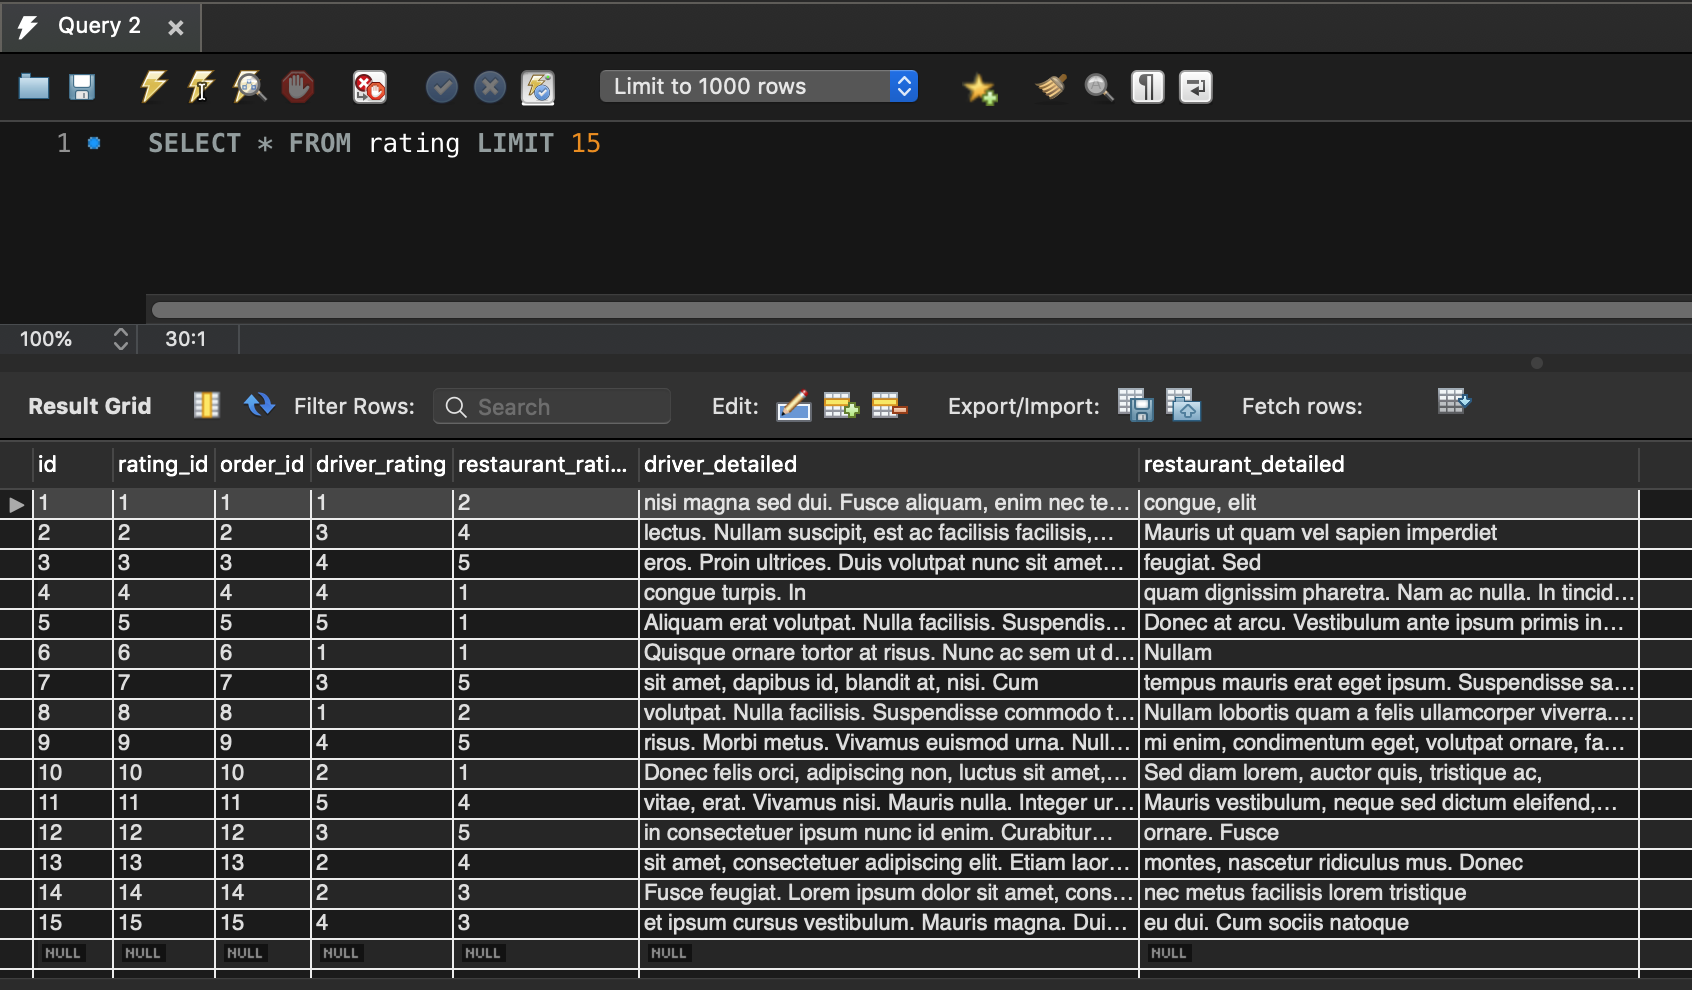 Query 2
Limit to 1000 rows
1 SELECT * FROM rating LIMIT 15
100% 30:1
Result Grid Filter Rows: Search Edit: Export/Import: Fetch rows:
id rating_id order_id driver_rating restaurant_rati... driver_detailed restaurant_detailed
1 1 1 1 2 nisi magna sed dui. Fusce aliquam, enim nec te... congue, elit
2 2 2 3 4 lectus. Nullam suscipit, est ac facilisis facilisis,... Mauris ut quam vel sapien imperdiet
3 3 3 4 5 eros. Proin ultrices. Duis volutpat nunc sit amet... feugiat. Sed
4 4 4 4 1 congue turpis. In quam dignissim pharetra. Nam ac nulla. In tincid...
5 5 5 5 1 Aliquam erat volutpat. Nulla facilisis. Suspendis... Donec at arcu. Vestibulum ante ipsum primis in...
6 6 6 1 1 Quisque ornare tortor at risus. Nunc ac sem ut d... Nullam
7 7 7 3 5 sit amet, dapibus id, blandit at, nisi. Cum tempus mauris erat eget ipsum. Suspendisse sa...
8 8 8 1 2 volutpat. Nulla facilisis. Suspendisse commodo t... Nullam lobortis quam a felis ullamcorper viverra....
9 9 9 4 5 risus. Morbi metus. Vivamus euismod urna. Null... mi enim, condimentum eget, volutpat ornare, fa...
10 10 10 2 1 Donec felis orci, adipiscing non, luctus sit amet,... Sed diam lorem, auctor quis, tristique ac,
11 11 11 5 4 vitae, erat. Vivamus nisi. Mauris nulla. Integer ur... Mauris vestibulum, neque sed dictum eleifend,...
12 12 12 3 5 in consectetuer ipsum nunc id enim. Curabitur... ornare. Fusce
13 13 13 2 4 sit amet, consectetuer adipiscing elit. Etiam laor... montes, nascetur ridiculus mus. Donec
14 14 14 2 3 Fusce feugiat. Lorem ipsum dolor sit amet, cons... nec metus facilisis lorem tristique
15 15 15 4 3 et ipsum cursus vestibulum. Mauris magna. Dui... eu dui. Cum sociis natoque
NULL NULL NULL NULL NULL NULL NULL